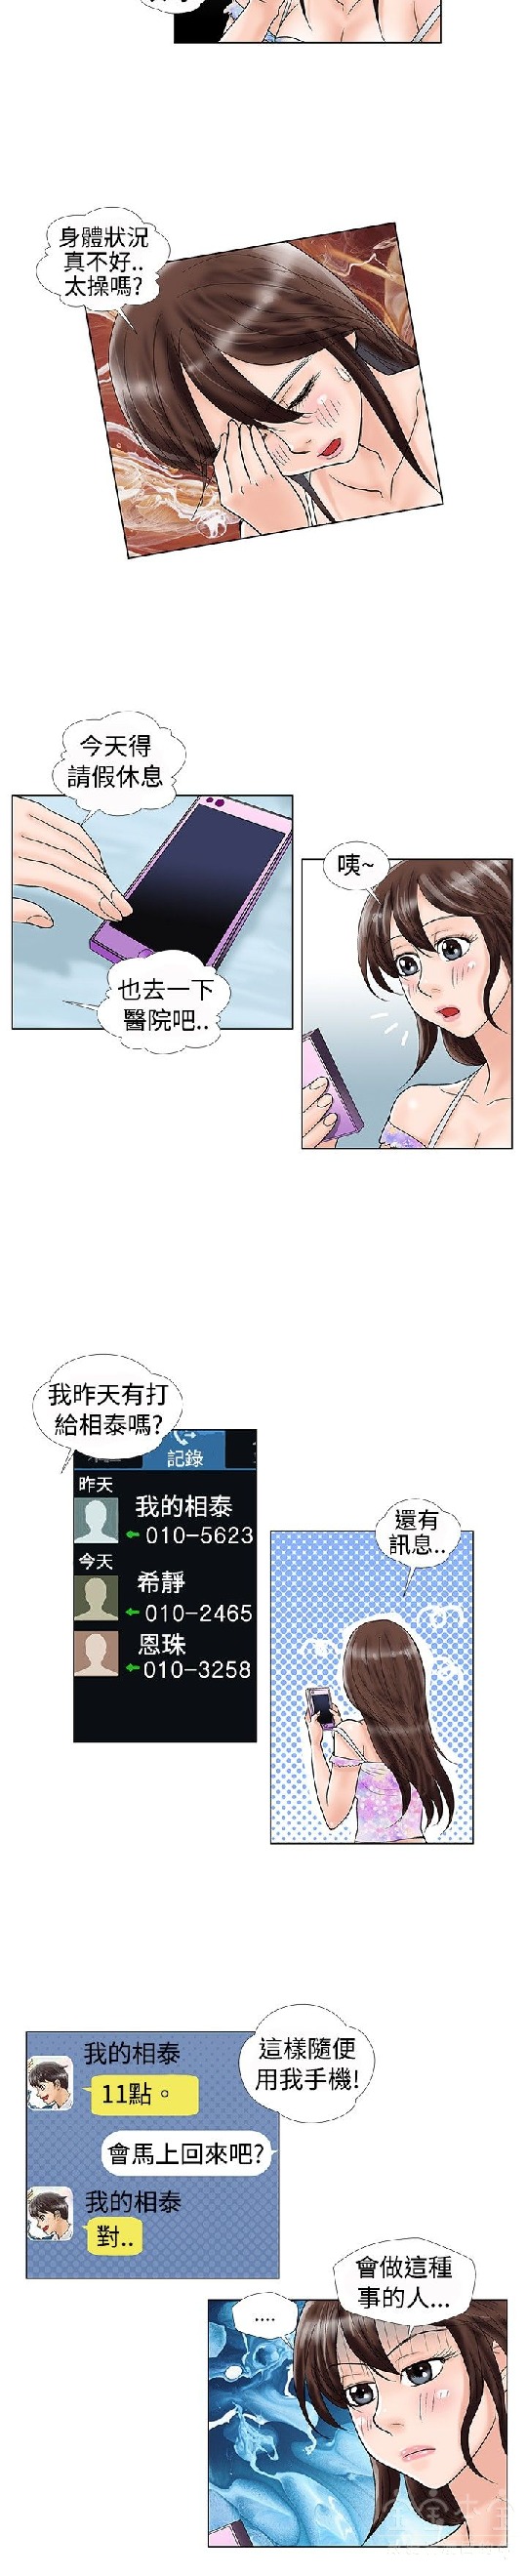 身體狀況
真不好..
太操嗎?
今天得
請假休息
也去一下
醫院吧..
咦~
我昨天有打
給相泰嗎?
記錄
昨天
我的相泰
010-5623
今天
希靜
010-2465
恩珠
010-3258
還有
訊息..
我的相泰
11點。
這樣隨便
用我手機!
會馬上回來吧?
我的相泰
對..
會做這種
事的人...
....